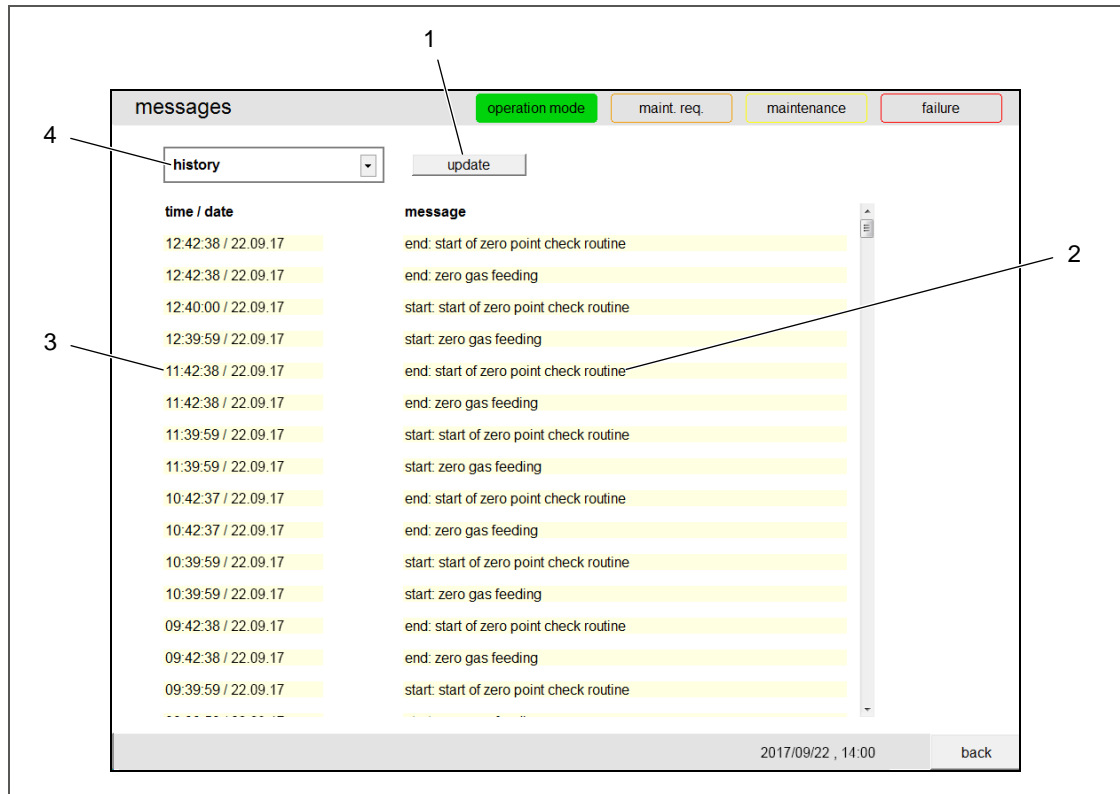 1
messages operation mode maint. req. maintenance failure
4
history update
time / date message
12:42:38 / 22.09.17 end: start of zero point check routine
2
12:42:38 / 22.09.17 end: zero gas feeding
12:40:00 / 22.09.17 start: start of zero point check routine
12:39:59 / 22.09.17 start: zero gas feeding
3
11:42:38 / 22.09.17 end: start of zero point check routine
11:42:38 / 22.09.17 end: zero gas feeding
11:39:59 / 22.09.17 start: start of zero point check routine
11:39:59 / 22.09.17 start: zero gas feeding
10:42:37 / 22.09.17 end: start of zero point check routine
10:42:37 / 22.09.17 end: zero gas feeding
10:39:59 / 22.09.17 start: start of zero point check routine
10:39:59 / 22.09.17 start: zero gas feeding
09:42:38 / 22.09.17 end: start of zero point check routine
09:42:38 / 22.09.17 end: zero gas feeding
09:39:59 / 22.09.17 start: start of zero point check routine
2017/09/22 , 14:00 back